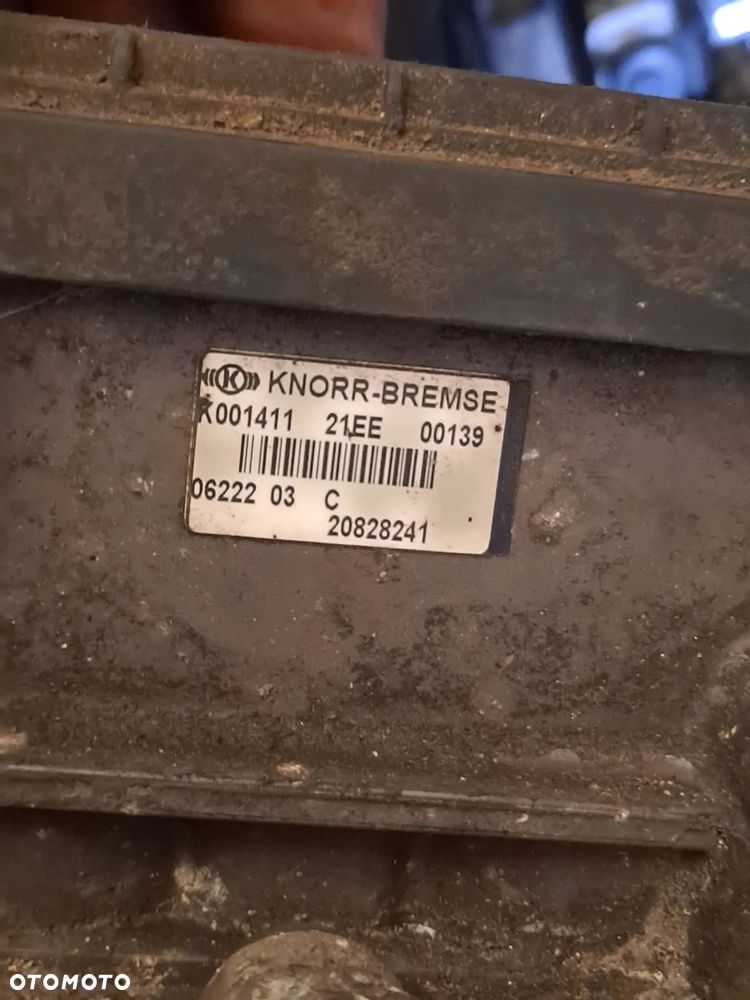 K KNORR-BREMSE
K001411 21EE 00139
06222 03 C
20828241
OTOMOTO